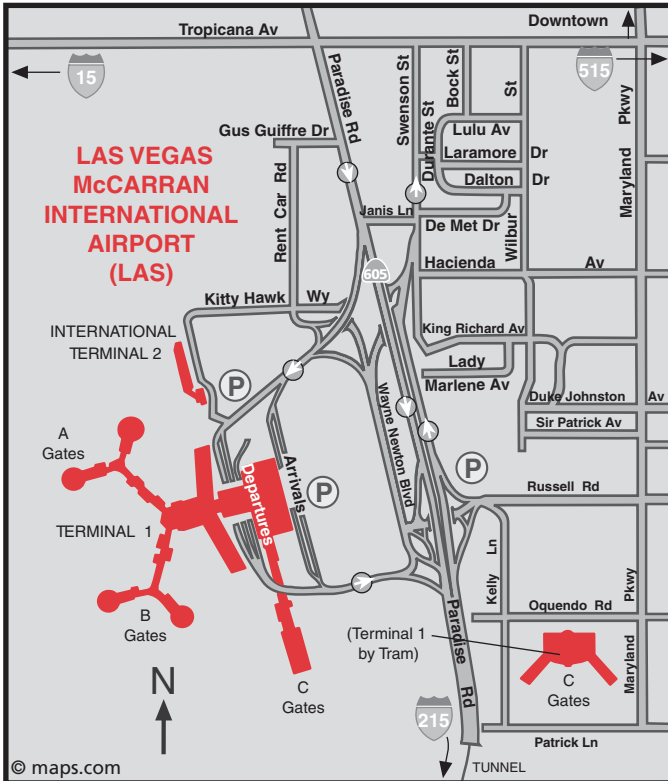 Downtown
Tropicana Av
15
515
Paradise Rd
Swenson St
Bock St
St
Pkwy
Durante St
Gus Guiffre Dr
Lulu Av
Laramore Dr
Dalton Dr
Maryland
LAS VEGAS
McCARRAN
INTERNATIONAL
AIRPORT
(LAS)
Rent Car Rd
Janis Ln
De Met Dr
Wilbur
605
Hacienda Av
Kitty Hawk Wy
INTERNATIONAL
TERMINAL 2
King Richard Av
Lady
Marlene Av
P
Wayne Newton Blvd
Duke Johnston Av
Sir Patrick Av
A
Gates
Departures
Arrivals
P
P
Russell Rd
TERMINAL 1
Kelly Ln
Pkwy
B
Gates
Paradise
Rd
Oquendo Rd
(Terminal 1
by Tram)
Maryland
N
C
Gates
C
Gates
215
Patrick Ln
TUNNEL
© maps.com